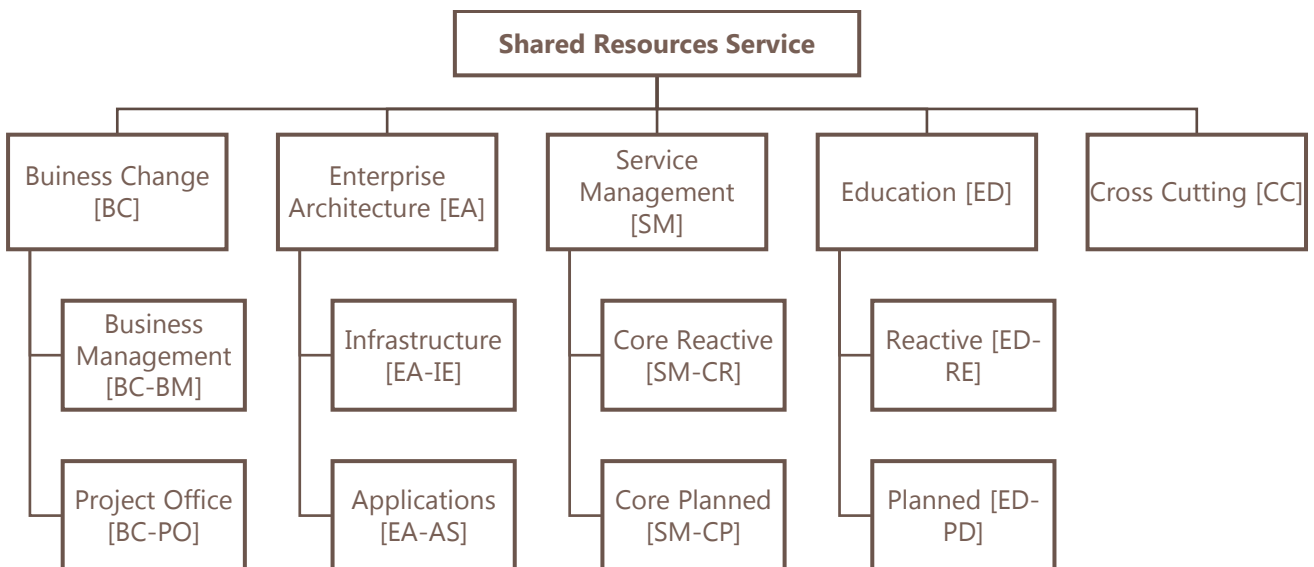 Shared Resources Service
Buiness Change
[BC]
Enterprise
Architecture [EA]
Service
Management
[SM]
Education [ED]
Cross Cutting [CC]
Business
Management
[BC-BM]
Infrastructure
[EA-IE]
Core Reactive
[SM-CR]
Reactive [ED-
RE]
Project Office
[BC-PO]
Applications
[EA-AS]
Core Planned
[SM-CP]
Planned [ED-
PD]